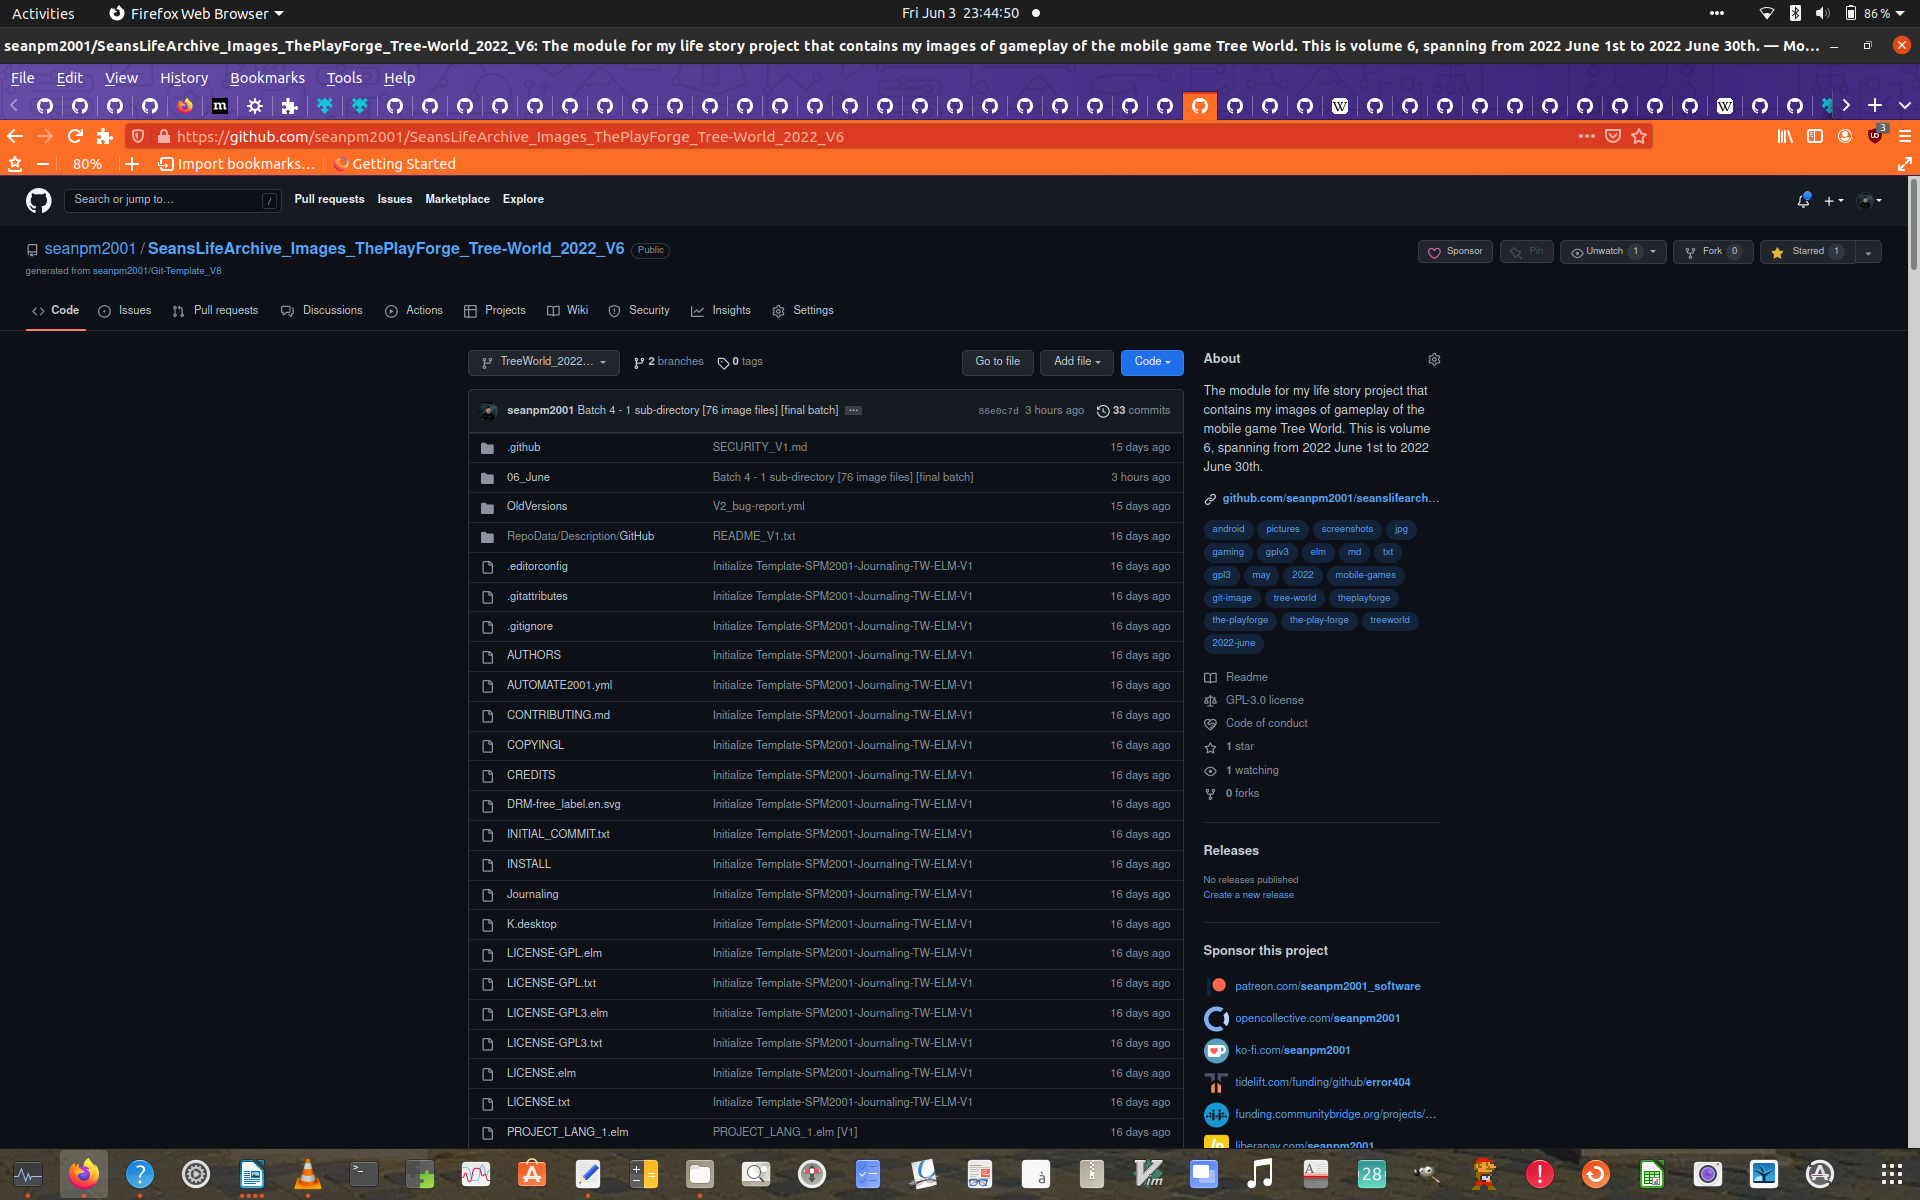 Activities Firefox Web Browser Fri Jun 3 23:44:50 86%
seanpm2001/SeansLifeArchive_Images_ThePlayForge_Tree-World_2022_V6: The module for my life story project that contains my images of gameplay of the mobile game Tree World. This is volume 6, spanning from 2022 June 1st to 2022 June 30th. — Mo…
File Edit View History Bookmarks Tools Help
https://github.com/seanpm2001/SeansLifeArchive_Images_ThePlayForge_Tree-World_2022_V6 3
80% Import bookmarks… Getting Started
Search or jump to… / Pull requests Issues Marketplace Explore
seanpm2001 / SeansLifeArchive_Images_ThePlayForge_Tree-World_2022_V6 Public Sponsor Pin Unwatch 1 Fork 0 Starred 1
generated from seanpm2001/Git-Template_V8
Code Issues Pull requests Discussions Actions Projects Wiki Security Insights Settings
TreeWorld_2022… 2 branches 0 tags Go to file Add file Code
seanpm2001 Batch 4 - 1 sub-directory [76 image files] [final batch] … 86e0c7d 3 hours ago 33 commits
.github SECURITY_V1.md 15 days ago
06_June Batch 4 - 1 sub-directory [76 image files] [final batch] 3 hours ago
OldVersions V2_bug-report.yml 15 days ago
RepoData/Description/GitHub README_V1.txt 16 days ago
.editorconfig Initialize Template-SPM2001-Journaling-TW-ELM-V1 16 days ago
.gitattributes Initialize Template-SPM2001-Journaling-TW-ELM-V1 16 days ago
.gitignore Initialize Template-SPM2001-Journaling-TW-ELM-V1 16 days ago
AUTHORS Initialize Template-SPM2001-Journaling-TW-ELM-V1 16 days ago
AUTOMATE2001.yml Initialize Template-SPM2001-Journaling-TW-ELM-V1 16 days ago
CONTRIBUTING.md Initialize Template-SPM2001-Journaling-TW-ELM-V1 16 days ago
COPYINGL Initialize Template-SPM2001-Journaling-TW-ELM-V1 16 days ago
CREDITS Initialize Template-SPM2001-Journaling-TW-ELM-V1 16 days ago
DRM-free_label.en.svg Initialize Template-SPM2001-Journaling-TW-ELM-V1 16 days ago
INITIAL_COMMIT.txt Initialize Template-SPM2001-Journaling-TW-ELM-V1 16 days ago
INSTALL Initialize Template-SPM2001-Journaling-TW-ELM-V1 16 days ago
Journaling Initialize Template-SPM2001-Journaling-TW-ELM-V1 16 days ago
K.desktop Initialize Template-SPM2001-Journaling-TW-ELM-V1 16 days ago
LICENSE-GPL.elm Initialize Template-SPM2001-Journaling-TW-ELM-V1 16 days ago
LICENSE-GPL.txt Initialize Template-SPM2001-Journaling-TW-ELM-V1 16 days ago
LICENSE-GPL3.elm Initialize Template-SPM2001-Journaling-TW-ELM-V1 16 days ago
LICENSE-GPL3.txt Initialize Template-SPM2001-Journaling-TW-ELM-V1 16 days ago
LICENSE.elm Initialize Template-SPM2001-Journaling-TW-ELM-V1 16 days ago
LICENSE.txt Initialize Template-SPM2001-Journaling-TW-ELM-V1 16 days ago
PROJECT_LANG_1.elm PROJECT_LANG_1.elm [V1] 16 days ago
About
The module for my life story project that
contains my images of gameplay of the
mobile game Tree World. This is volume
6, spanning from 2022 June 1st to 2022
June 30th.
github.com/seanpm2001/seanslifearch…
android pictures screenshots jpg
gaming gplv3 elm md txt
gpl3 may 2022 mobile-games
git-image tree-world theplayforge
the-playforge the-play-forge treeworld
2022-june
Readme
GPL-3.0 license
Code of conduct
1 star
1 watching
0 forks
Releases
No releases published
Create a new release
Sponsor this project
patreon.com/seanpm2001_software
opencollective.com/seanpm2001
ko-fi.com/seanpm2001
tidelift.com/funding/github/error404
funding.communitybridge.org/projects/…
liberapay.com/seanpm2001
28